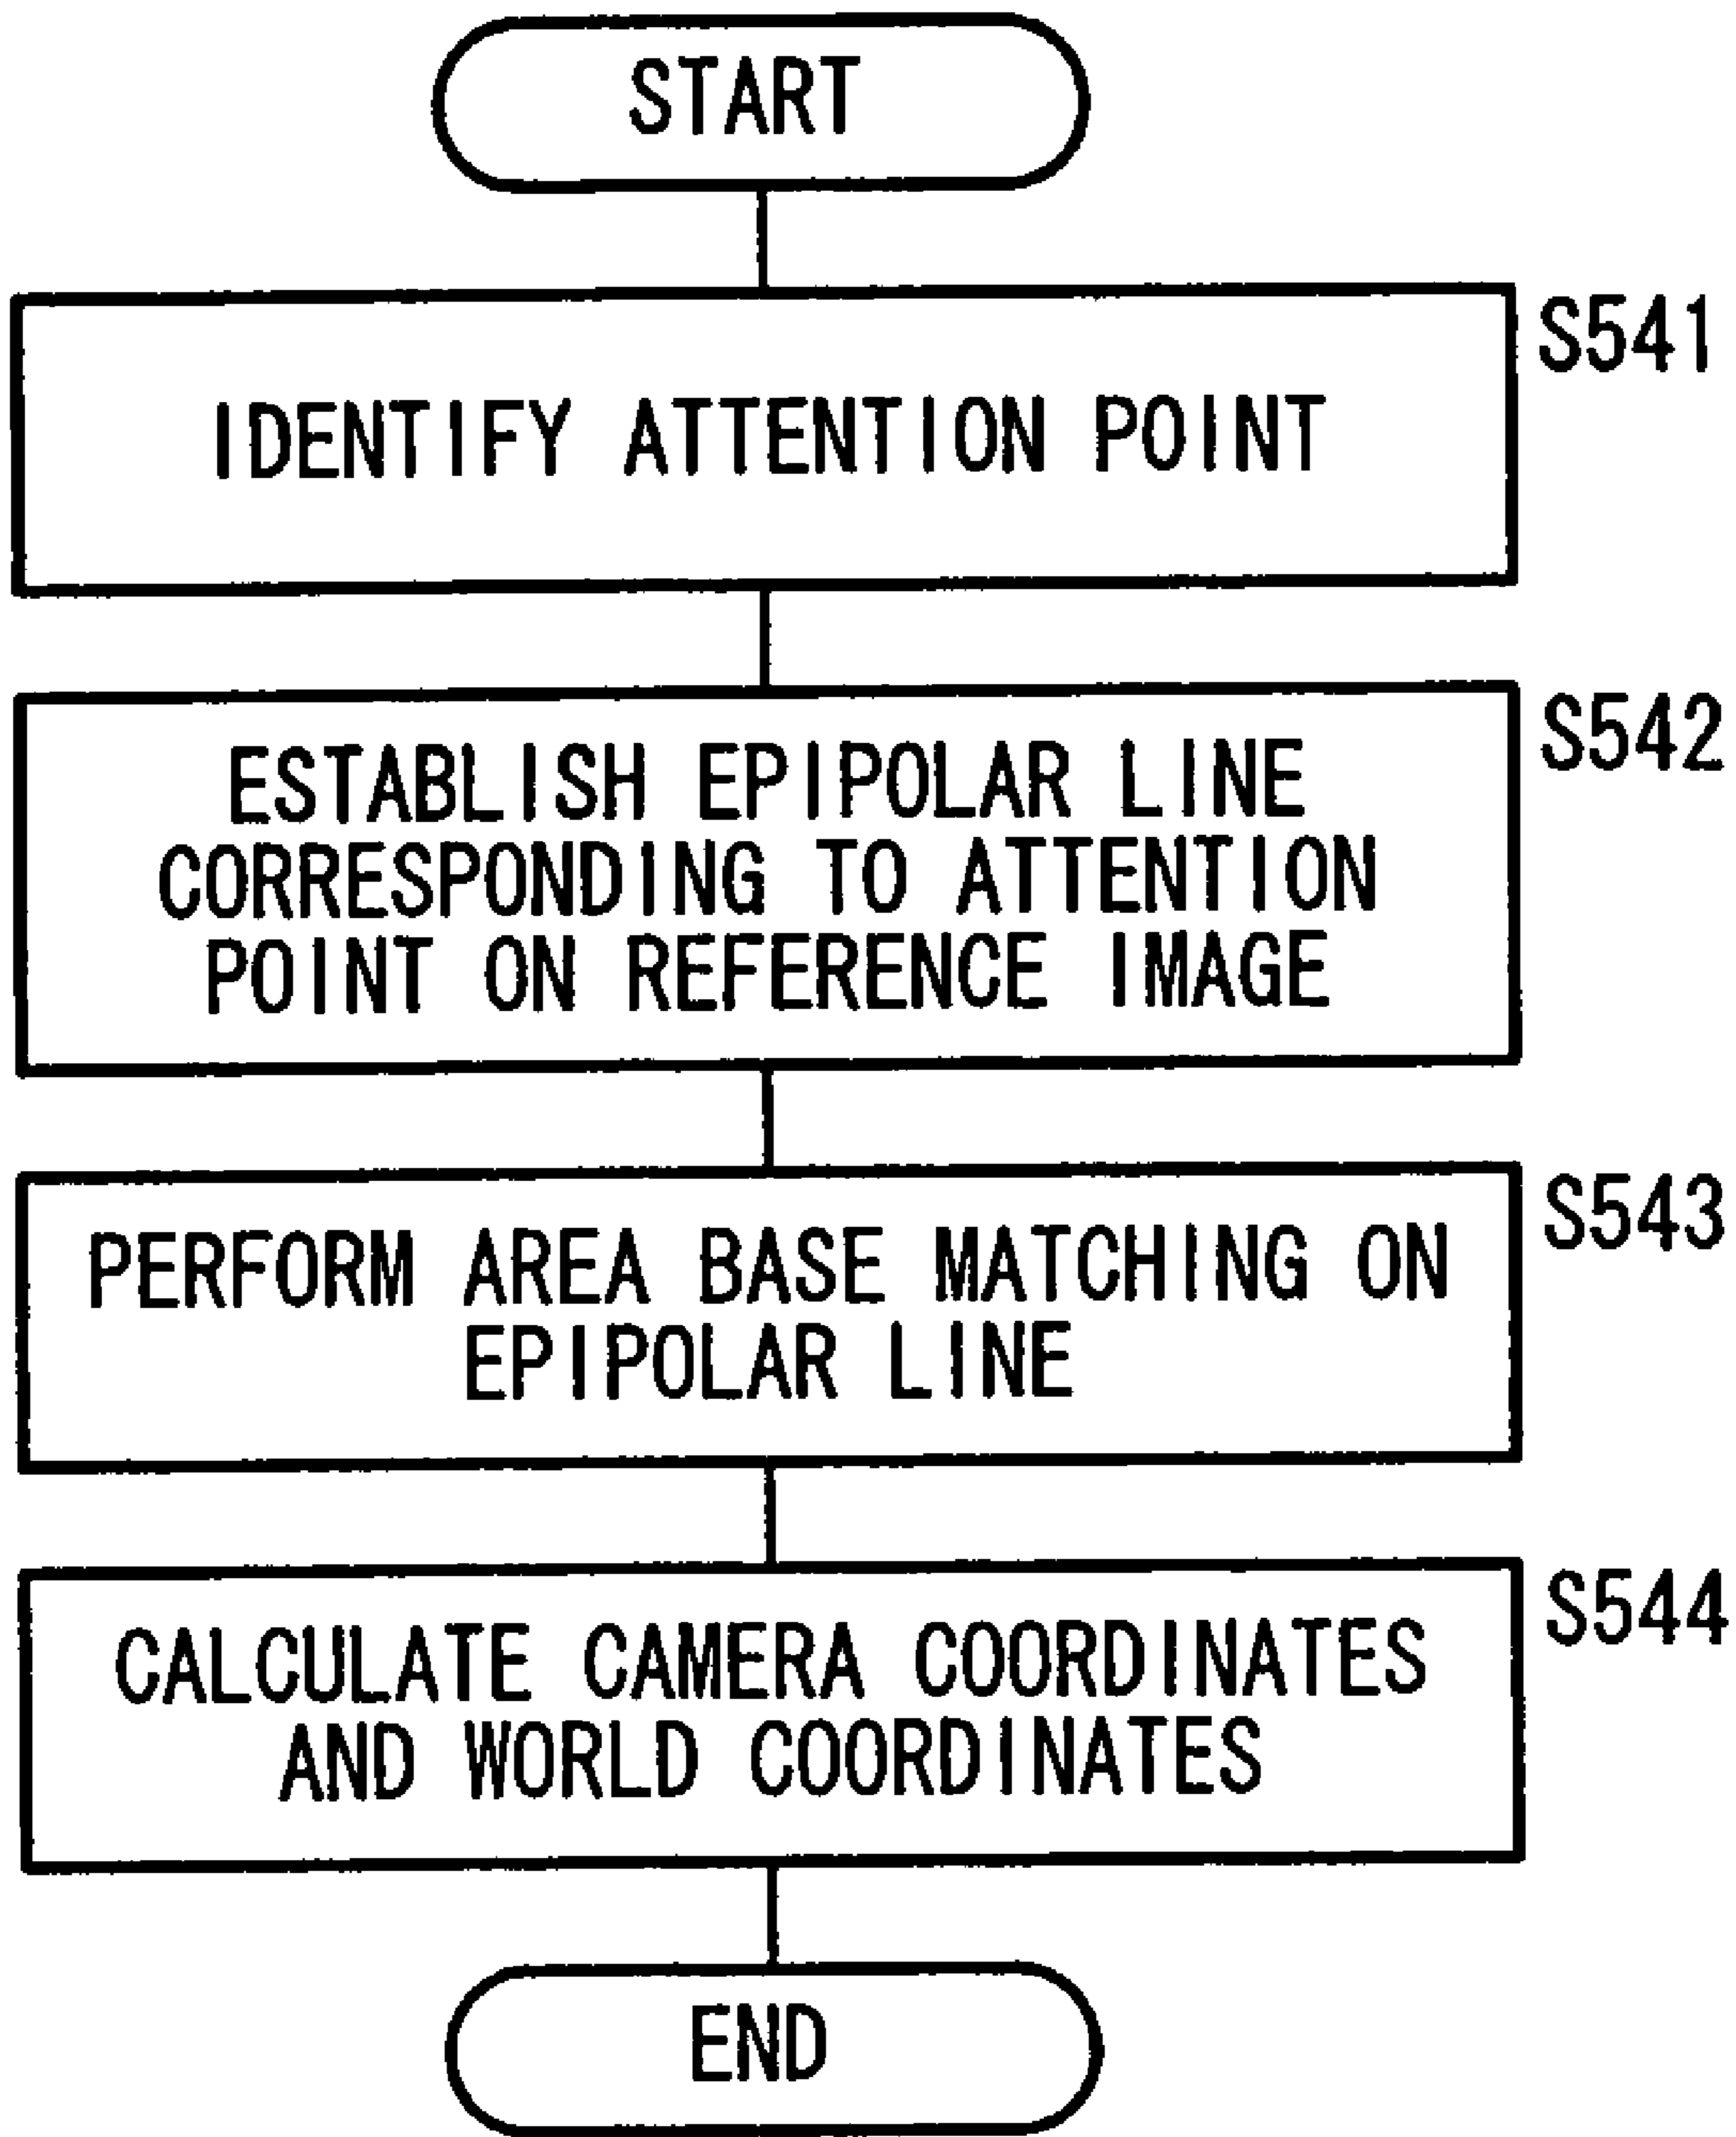 START
S541
IDENTIFY ATTENTION POINT
S542
ESTABLISH EPIPOLAR LINE
CORRESPONDING TO ATTENTION
POINT ON REFERENCE IMAGE
S543
PERFORM AREA BASE MATCHING ON
EPIPOLAR LINE
S544
CALCULATE CAMERA COORDINATES
AND WORLD COORDINATES
END